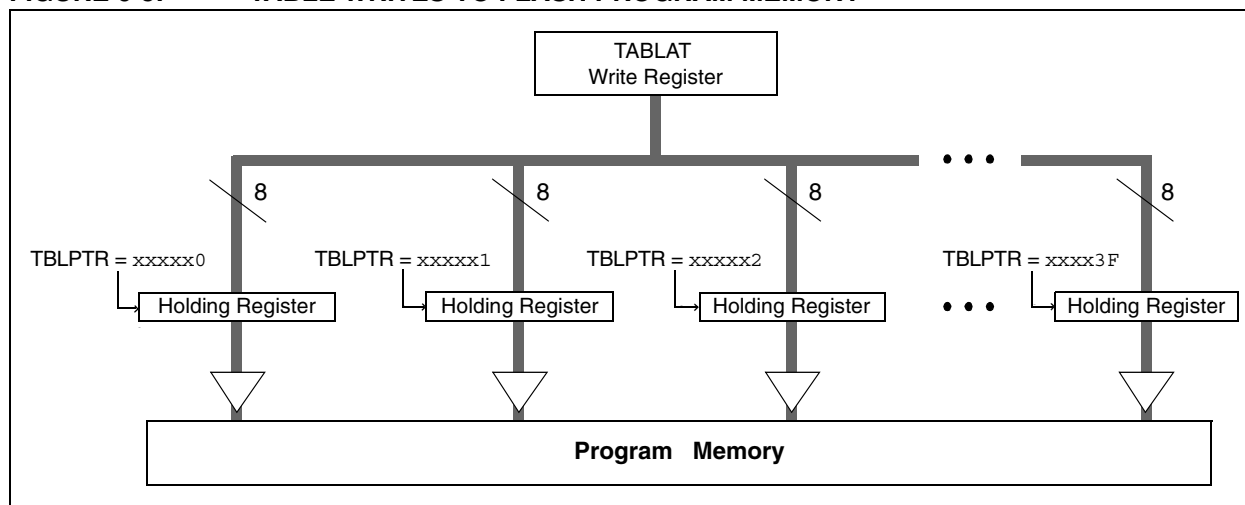 TABLAT
Write Register
8 8 8 8
TBLPTR = xxxxx0 TBLPTR = xxxxx1 TBLPTR = xxxxx2 TBLPTR = xxxx3F
Holding Register Holding Register Holding Register Holding Register
Program Memory